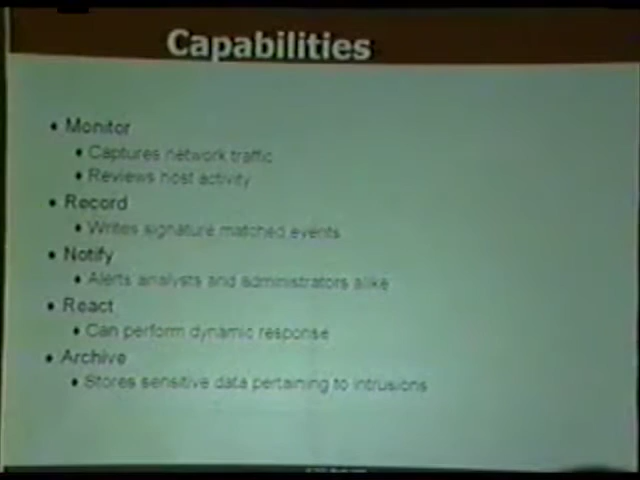 Capabilities
• Monitor
• Captures network traffic
• Reviews host activity
• Record
• Writes signature matched events
• Notify
• Alerts analysts and administrators alike
• React
• Can perform dynamic response
• Archive
• Stores sensitive data pertaining to intrusions